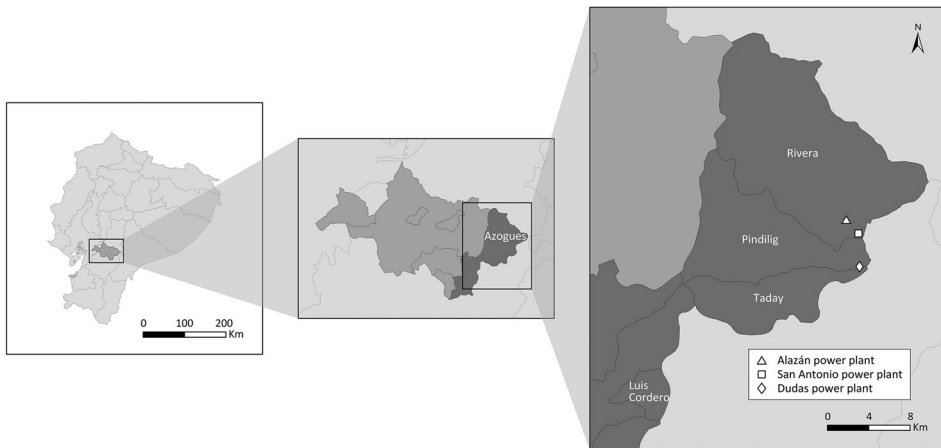 0 100 200
Km
Azogues
N
Rivera
Pindilig
Taday
Luis
Cordero
Alazán power plant
San Antonio power plant
Dudas power plant
0 4 8
Km